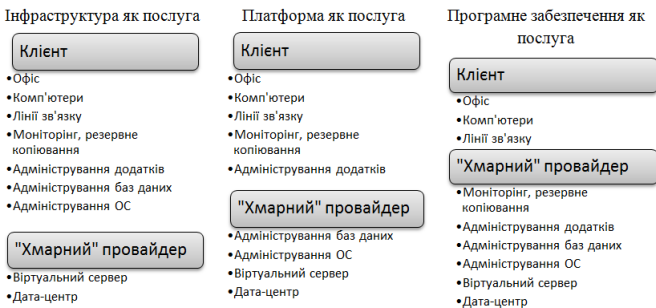 Інфраструктура як послуга
Клієнт
•Офіс
•Комп'ютери
•Лінії зв'язку
•Моніторінг, резервне
копіювання
•Адміністрування додатків
•Адміністрування баз даних
•Адміністрування ОС
"Хмарний" провайдер
•Віртуальний сервер
•Дата-центр
Платформа як послуга
Клієнт
•Офіс
•Комп'ютери
•Лінії зв'язку
•Моніторінг, резервне
копіювання
•Адміністрування додатків
"Хмарний" провайдер
•Адміністрування баз даних
•Адміністрування ОС
•Віртуальний сервер
•Дата-центр
Програмне забезпечення як
послуга
Клієнт
•Офіс
•Комп'ютери
•Лінії зв'язку
"Хмарний" провайдер
•Моніторінг, резервне
копіювання
•Адміністрування додатків
•Адміністрування баз даних
•Адміністрування ОС
•Віртуальний сервер
•Дата-центр